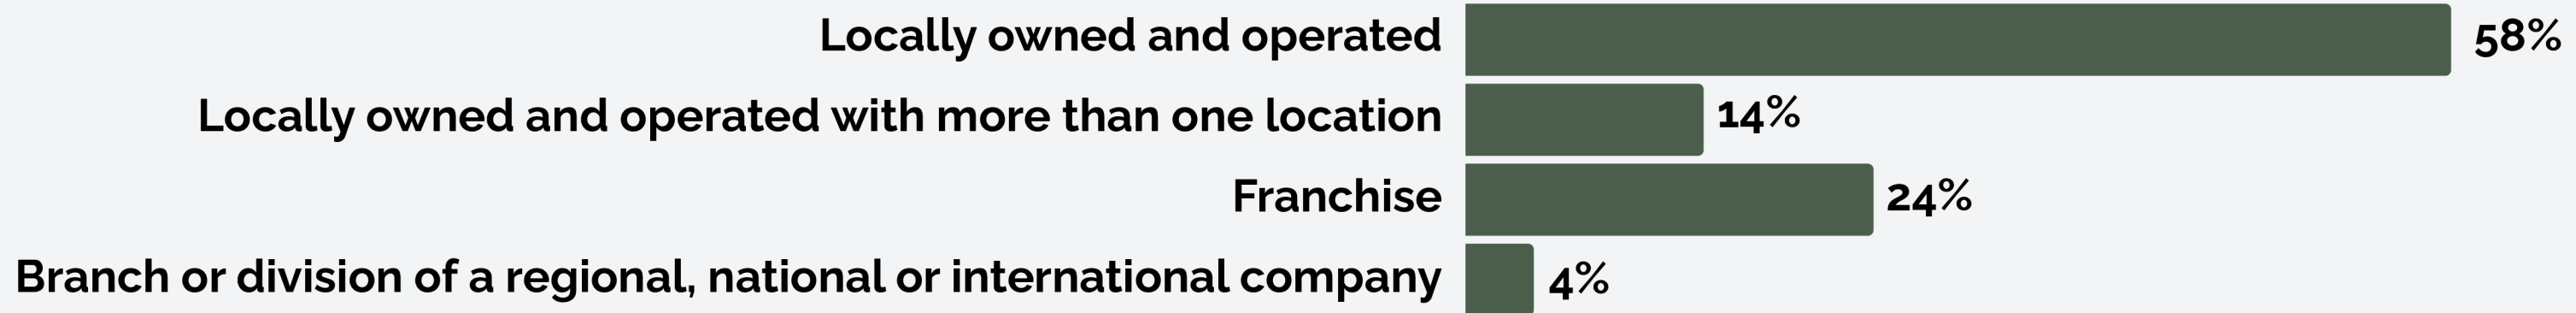 Locally owned and operated 58%
Locally owned and operated with more than one location 14%
Franchise 24%
Branch or division of a regional, national or international company 4%